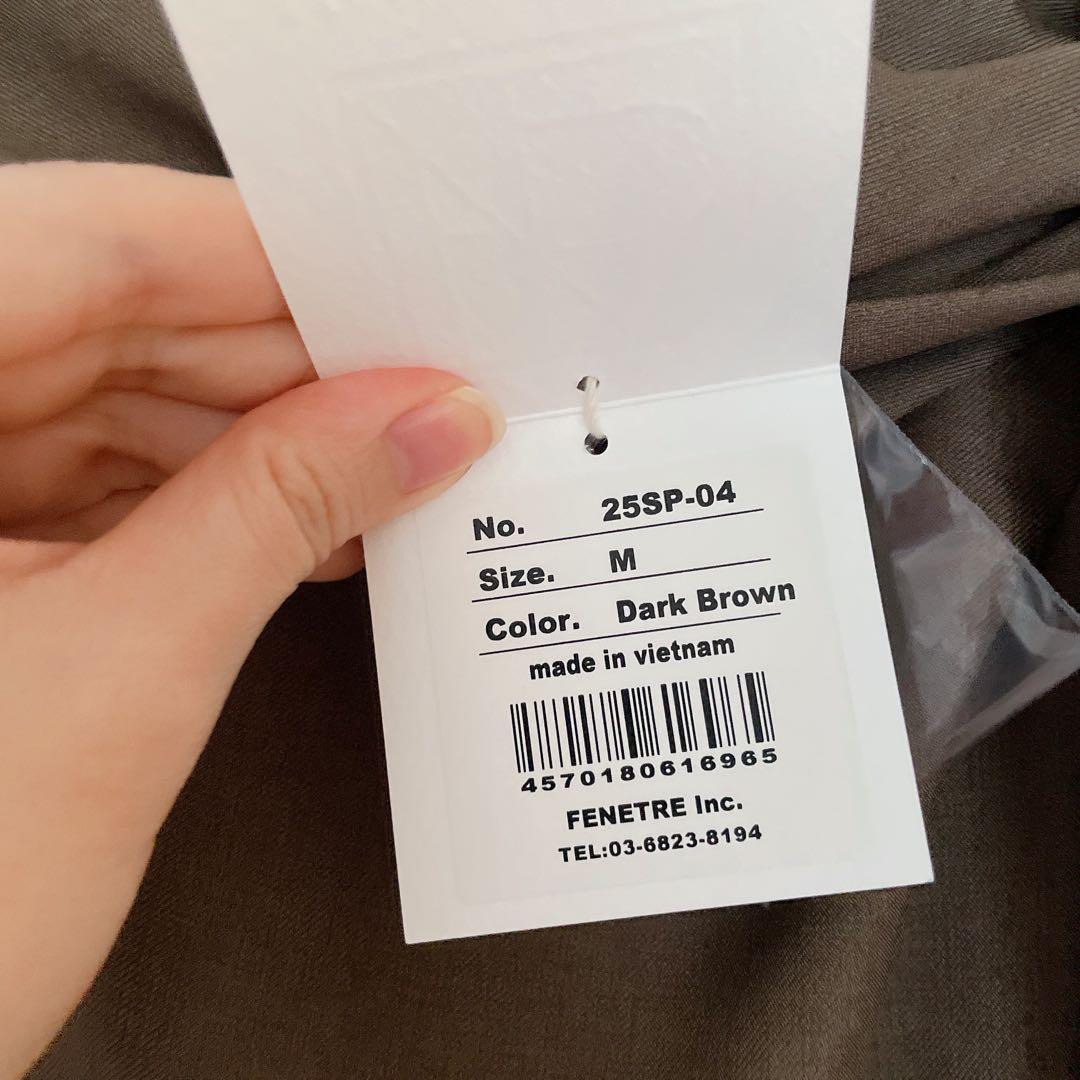 No. 25SP-04
Size. M
Color. Dark Brown
made in vietnam
4570180616965
FENETRE Inc.
TEL:03-6823-8194